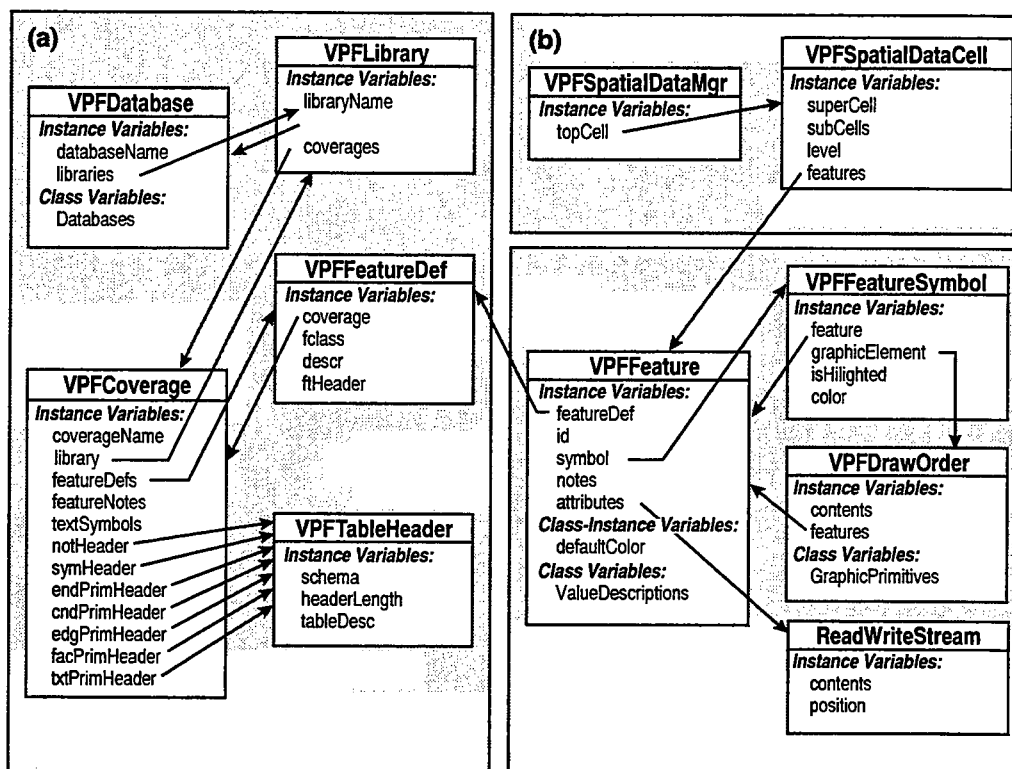 (a)
VPFLibrary
Instance Variables:
libraryName
coverages
VPFDatabase
Instance Variables:
databaseName
libraries
Class Variables:
Databases
VPFFeatureDef
Instance Variables:
coverage
fclass
descr
ftHeader
VPFCoverage
Instance Variables:
coverageName
library
featureDefs
featureNotes
textSymbols
notHeader
symHeader
endPrimHeader
cndPrimHeader
edgPrimHeader
facPrimHeader
txtPrimHeader
VPFTableHeader
Instance Variables:
schema
headerLength
tableDesc
(b)
VPFSpatialDataMgr
Instance Variables:
topCell
VPFSpatialDataCell
Instance Variables:
superCell
subCells
level
features
VPFFeature
Instance Variables:
featureDef
id
symbol
notes
attributes
Class-Instance Variables:
defaultColor
Class Variables:
ValueDescriptions
VPFFeatureSymbol
Instance Variables:
feature
graphicElement
isHilighted
color
VPFDrawOrder
Instance Variables:
contents
features
Class Variables:
GraphicPrimitives
ReadWriteStream
Instance Variables:
contents
position